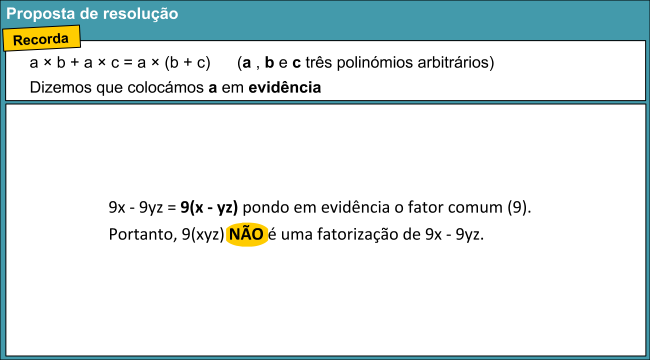 Proposta de resolução
Recorda
a × b + a × c = a × (b + c) (a , b e c três polinómios arbitrários)
Dizemos que colocámos a em evidência
9x - 9yz = 9(x - yz) pondo em evidência o fator comum (9).
Portanto, 9(xyz) NÃO é uma fatorização de 9x - 9yz.